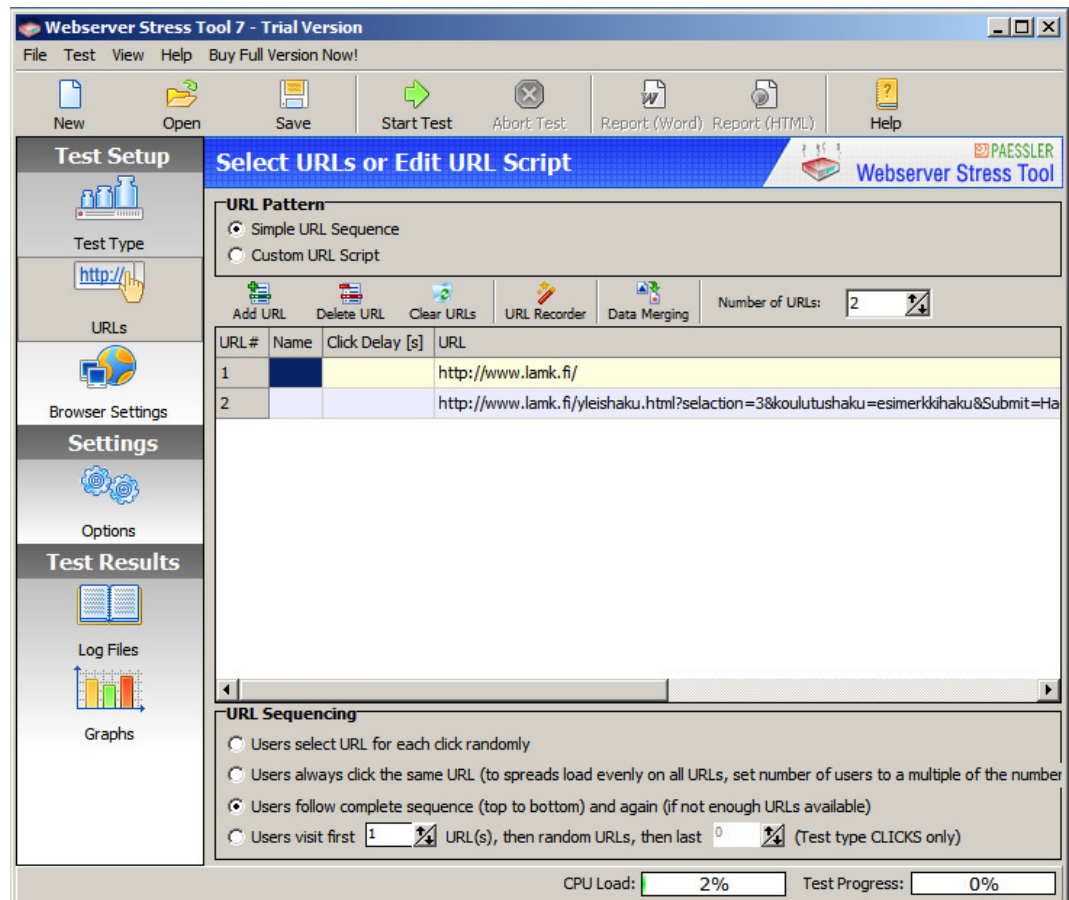 Webserver Stress Tool 7 - Trial Version
File Test View Help Buy Full Version Now!
New Open Save Start Test Abort Test Report (Word) Report (HTML) Help
Test Setup
Test Type
http://
URLs
Browser Settings
Settings
Options
Test Results
Log Files
Graphs
Select URLs or Edit URL Script
PAESSLER
Webserver Stress Tool
URL Pattern
Simple URL Sequence
Custom URL Script
Add URL Delete URL Clear URLs URL Recorder Data Merging Number of URLs: 2
URL# Name Click Delay [s] URL
1 http://www.lamk.fi/
2 http://www.lamk.fi/yleishaku.html?selaction=3&koulutushaku=esimerkkihaku&Submit=Ha
URL Sequencing
Users select URL for each click randomly
Users always click the same URL (to spreads load evenly on all URLs, set number of users to a multiple of the number
Users follow complete sequence (top to bottom) and again (if not enough URLs available)
Users visit first 1 URL(s), then random URLs, then last 0 (Test type CLICKS only)
CPU Load: 2% Test Progress: 0%